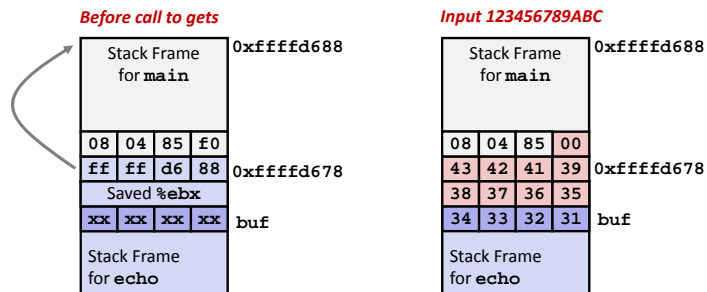 Before call to gets
Stack Frame
for main
0xffffd688
08 04 85 f0
ff ff d6 88
0xffffd678
Saved %ebx
xx xx xx xx
buf
Stack Frame
for echo
Input 123456789ABC
Stack Frame
for main
0xffffd688
08 04 85 00
43 42 41 39
0xffffd678
38 37 36 35
34 33 32 31
buf
Stack Frame
for echo